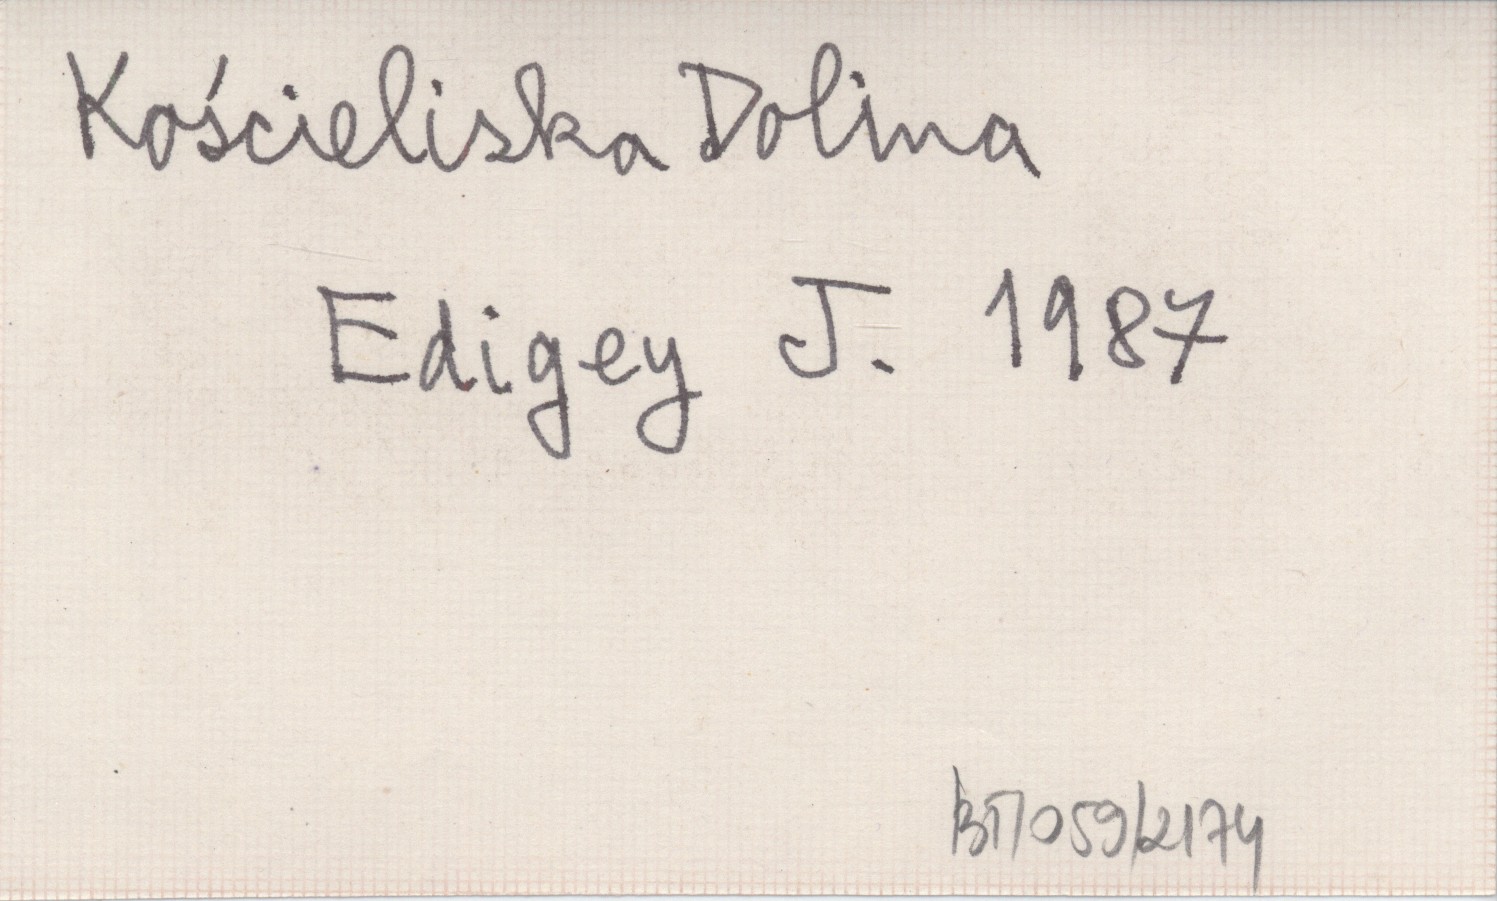 Kościeliska Dolina
Edigey J. 1987
BT/059/2174